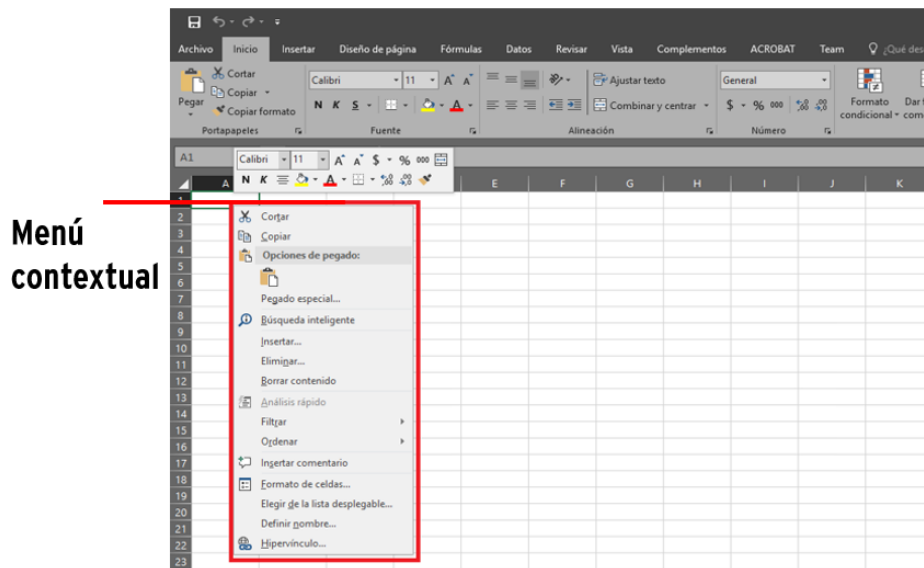 Archivo Inicio Insertar Diseño de página Fórmulas Datos Revisar Vista Complementos ACROBAT Team ¿Qué des
Pegar
Cortar
Copiar
Copiar formato
Portapapeles
Calibri 11 A A
N K S A
Fuente
Ajustar texto
Combinar y centrar
Alineación
General
$ % 000
Número
Formato
condicional
Dar
com
A1
Calibri 11 A A $ % 000
N K A
A E F G H I J K
1
2
3
4
5
6
7
8
9
10
11
12
13
14
15
16
17
18
19
20
21
22
23
Menú
contextual
Cortar
Copiar
Opciones de pegado:
Pegado especial...
Búsqueda inteligente
Insertar...
Eliminar...
Borrar contenido
Análisis rápido
Filtrar
Ordenar
Insertar comentario
Formato de celdas...
Elegir de la lista desplegable...
Definir nombre...
Hipervínculo...